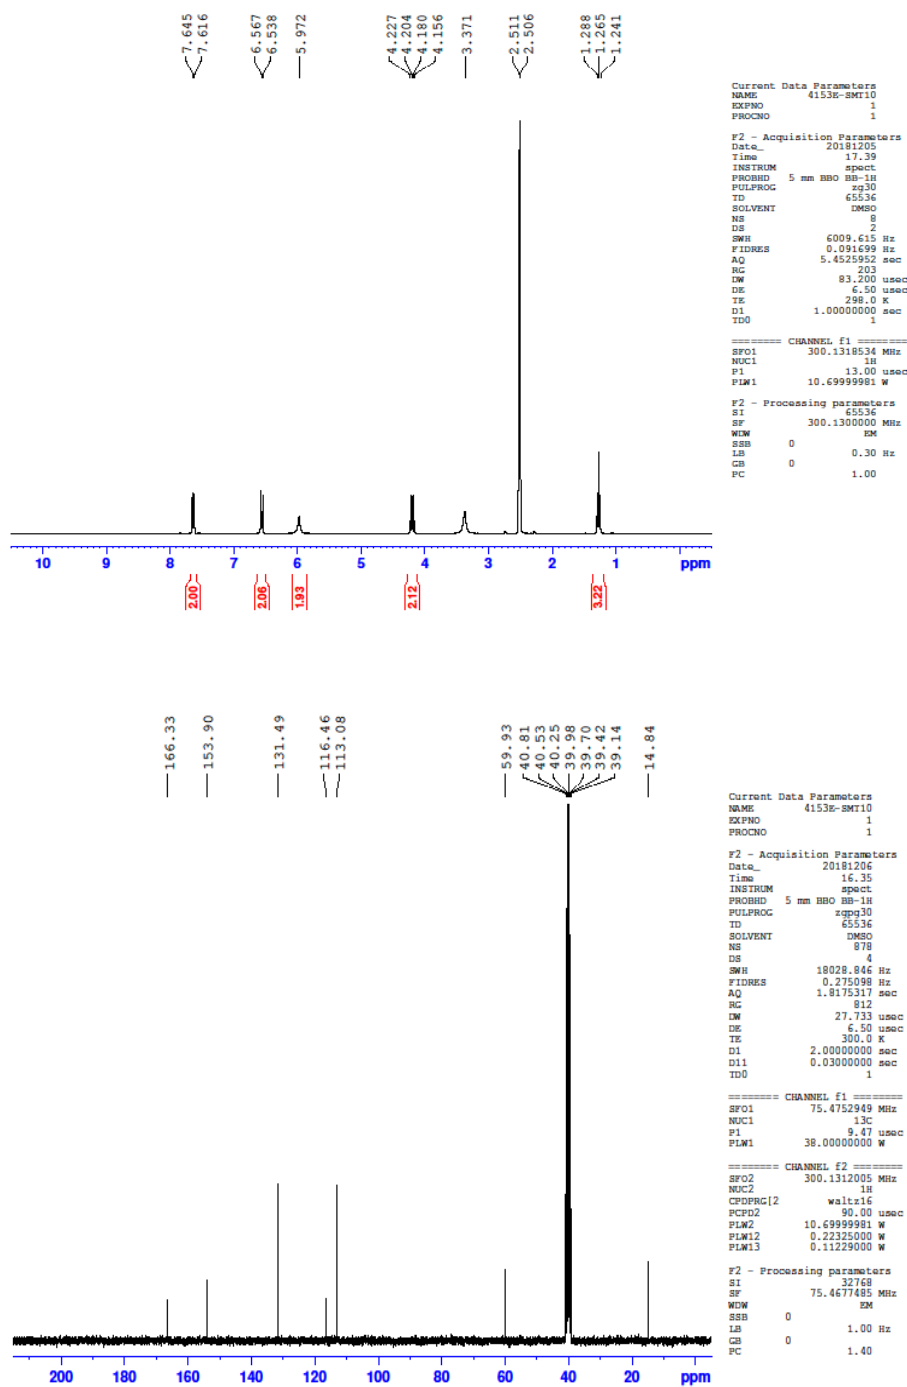 7.645
7.616
6.567
6.538
5.972
4.227
4.204
4.180
4.156
3.371
2.511
2.506
1.288
1.265
1.241
Current Data Parameters
NAME 4153E-SMT10
EXPNO 1
PROCNO 1
F2 - Acquisition Parameters
Date_ 20181205
Time 17.39
INSTRUM spect
PROBHD 5 mm BBO BB-1H
PULPROG zg30
TD 65536
SOLVENT DMSO
NS 8
DS 2
SWH 6009.615 Hz
FIDRES 0.091699 Hz
AQ 5.4525952 sec
RG 203
DW 83.200 usec
DE 6.50 usec
TE 298.0 K
D1 1.00000000 sec
TD0 1
======== CHANNEL f1 ========
SFO1 300.1318534 MHz
NUC1 1H
P1 13.00 usec
PLW1 10.69999981 W
F2 - Processing parameters
SI 65536
SF 300.1300000 MHz
WDW EM
SSB 0
LB 0.30 Hz
GB 0
PC 1.00
10 9 8 7 6 5 4 3 2 1 ppm
2.00
2.06
1.93
2.12
3.22
166.33
153.90
131.49
116.46
113.08
59.93
40.81
40.53
40.25
39.98
39.70
39.42
39.14
14.84
Current Data Parameters
NAME 4153E-SMT10
EXPNO 1
PROCNO 1
F2 - Acquisition Parameters
Date_ 20181206
Time 16.35
INSTRUM spect
PROBHD 5 mm BBO BB-1H
PULPROG zgpg30
TD 65536
SOLVENT DMSO
NS 878
DS 4
SWH 18028.846 Hz
FIDRES 0.275098 Hz
AQ 1.8175317 sec
RG 812
DW 27.733 usec
DE 6.50 usec
TE 300.0 K
D1 2.00000000 sec
D11 0.03000000 sec
TD0 1
======== CHANNEL f1 ========
SFO1 75.4752949 MHz
NUC1 13C
P1 9.47 usec
PLW1 38.00000000 W
======== CHANNEL f2 ========
SFO2 300.1312005 MHz
NUC2 1H
CPDPRG[2 waltz16
PCPD2 90.00 usec
PLW2 10.69999981 W
PLW12 0.22325000 W
PLW13 0.11229000 W
F2 - Processing parameters
SI 32768
SF 75.4677485 MHz
WDW EM
SSB 0
LB 1.00 Hz
GB 0
PC 1.40
200 180 160 140 120 100 80 60 40 20 ppm